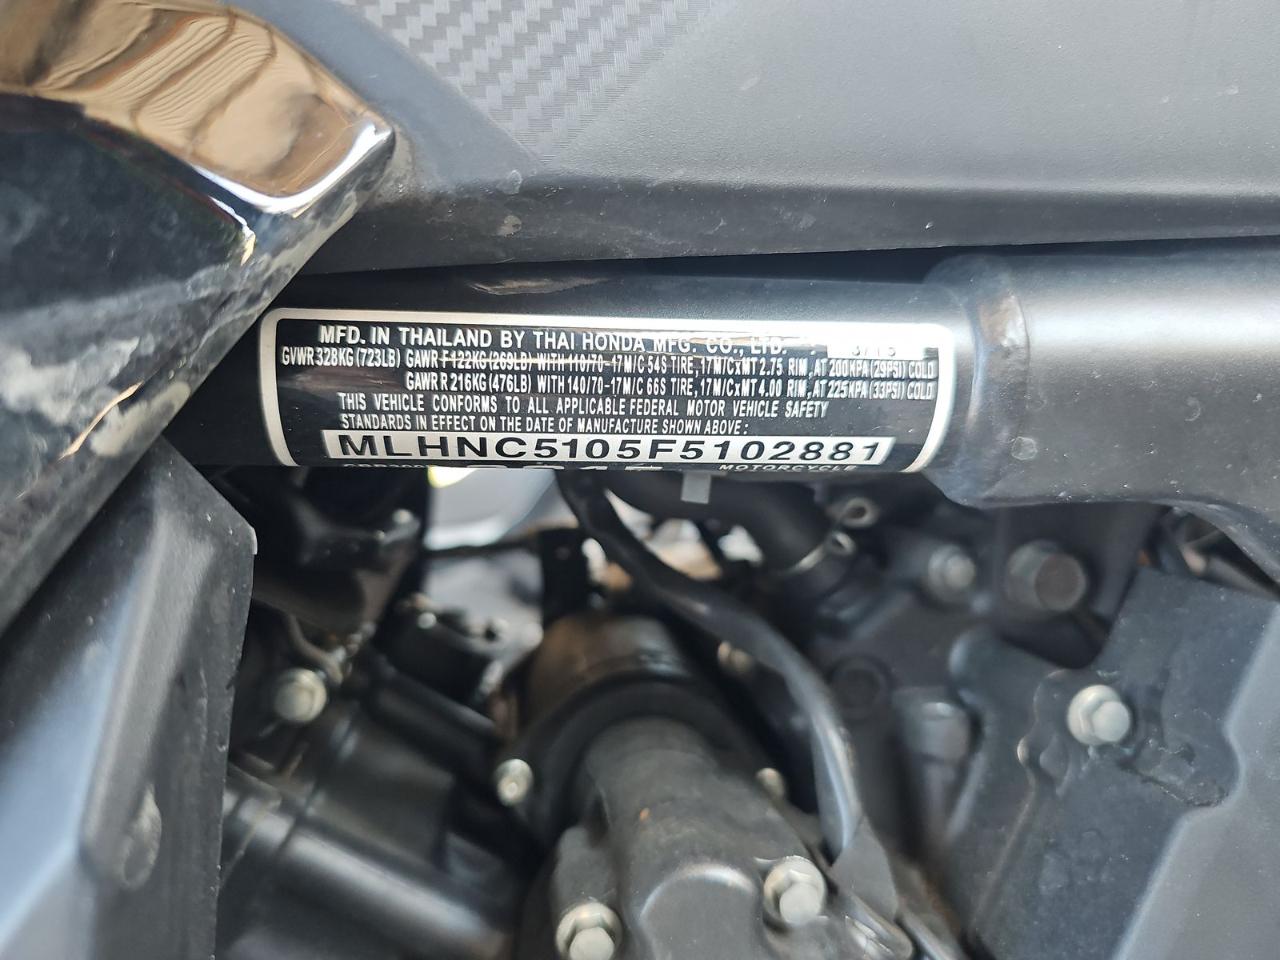 MFD. IN THAILAND BY THAI HONDA MFG. CO., LTD.
GVWR 328KG (723LB) GAWR F 122KG (269LB) WITH 110/70-17M/C 54S TIRE, 17M/CxMT 2.75 RIM, AT 200KPA (29PSI) COLD
GAWR R 216KG (476LB) WITH 140/70-17M/C 66S TIRE, 17M/CxMT 4.00 RIM, AT 225KPA (33PSI) COLD
THIS VEHICLE CONFORMS TO ALL APPLICABLE FEDERAL MOTOR VEHICLE SAFETY
STANDARDS IN EFFECT ON THE DATE OF MANUFACTURE SHOWN ABOVE :
MLHNC5105F5102881
MOTORCYCLE